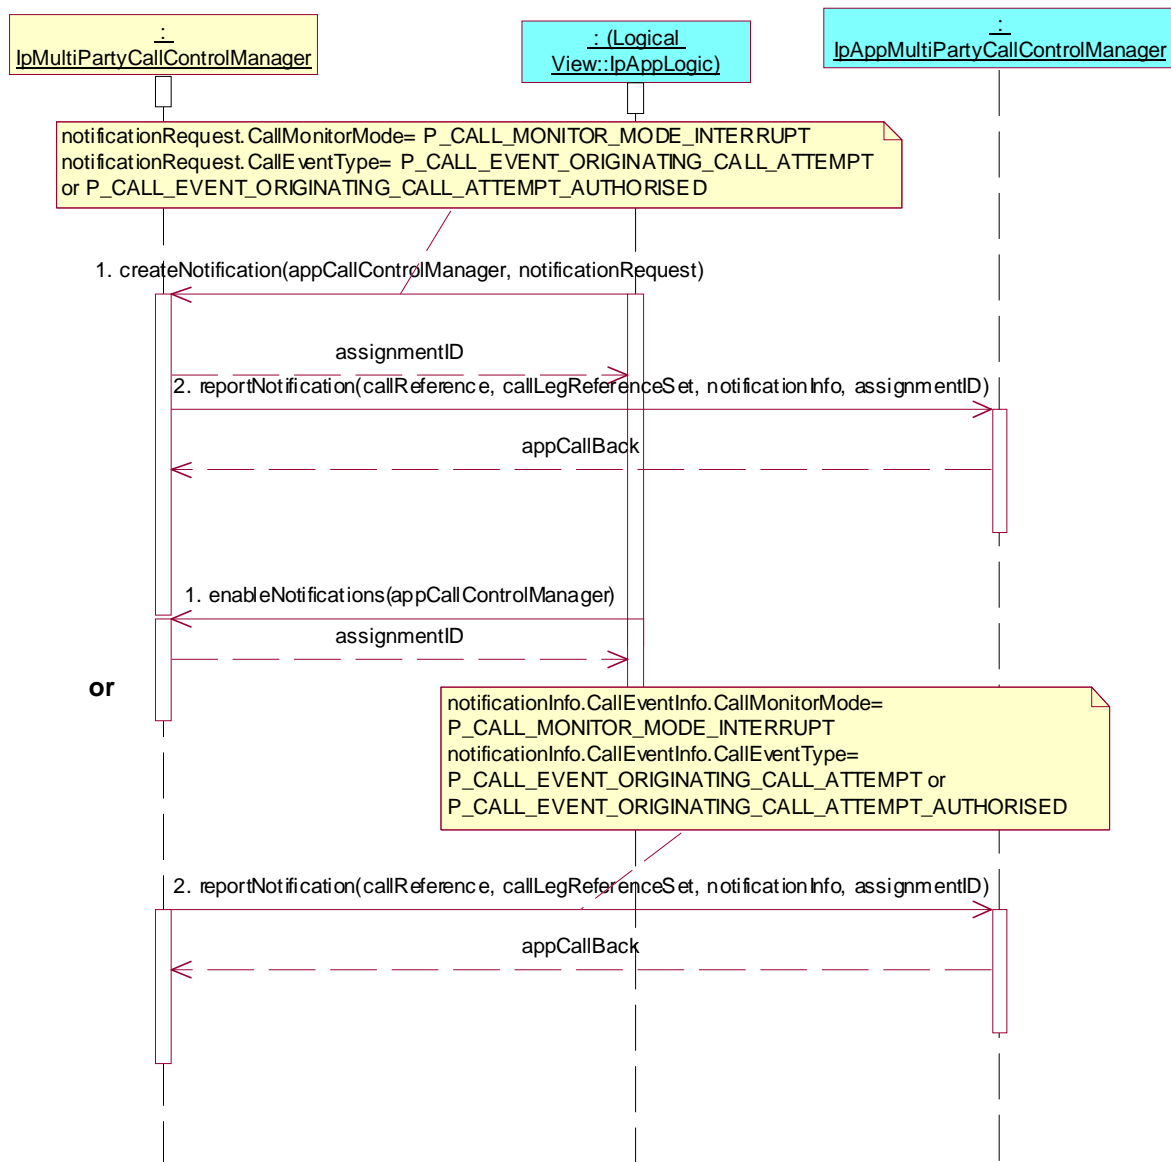 :
IpMultiPartyCallControlManager
: (Logical
View::IpAppLogic)
:
IpAppMultiPartyCallControlManager
notificationRequest.CallMonitorMode= P_CALL_MONITOR_MODE_INTERRUPT
notificationRequest.CallEventType= P_CALL_EVENT_ORIGINATING_CALL_ATTEMPT
or P_CALL_EVENT_ORIGINATING_CALL_ATTEMPT_AUTHORISED
1. createNotification(appCallControlManager, notificationRequest)
assignmentID
2. reportNotification(callReference, callLegReferenceSet, notificationInfo, assignmentID)
appCallBack
1. enableNotifications(appCallControlManager)
assignmentID
or
notificationInfo.CallEventInfo.CallMonitorMode=
P_CALL_MONITOR_MODE_INTERRUPT
notificationInfo.CallEventInfo.CallEventType=
P_CALL_EVENT_ORIGINATING_CALL_ATTEMPT or
P_CALL_EVENT_ORIGINATING_CALL_ATTEMPT_AUTHORISED
2. reportNotification(callReference, callLegReferenceSet, notificationInfo, assignmentID)
appCallBack